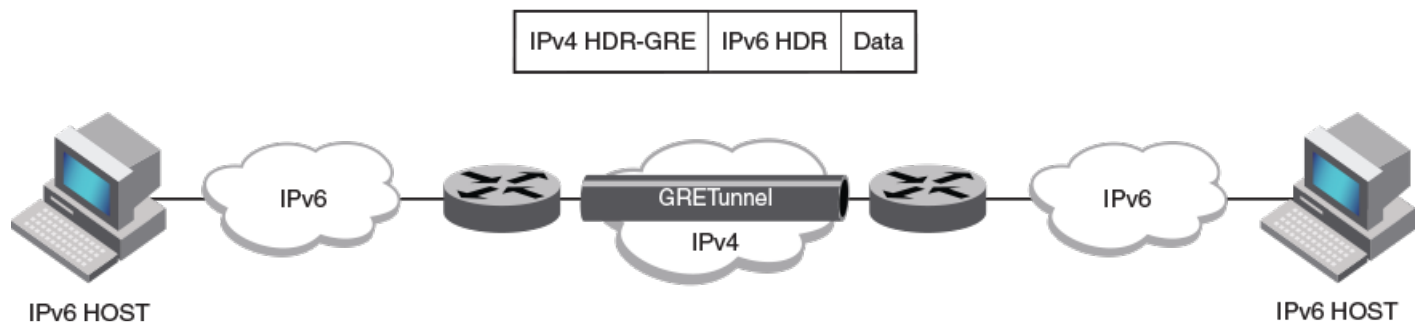 IPv4 HDR-GRE IPv6 HDR Data
IPv6 GRETunnel IPv6
IPv4
IPv6 HOST IPv6 HOST